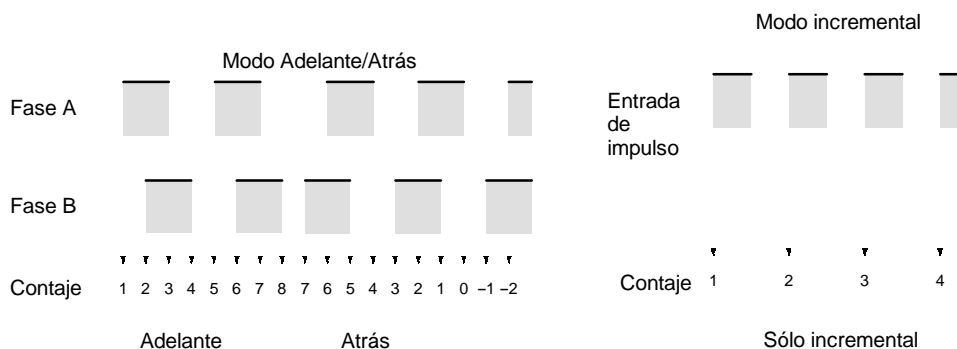 Modo incremental
Modo Adelante/Atrás
Fase A
Entrada
de
impulso
Fase B
Contaje 1 2 3 4 5 6 7 8 7 6 5 4 3 2 1 0 –1 –2
Contaje 1 2 3 4
Adelante Atrás
Sólo incremental